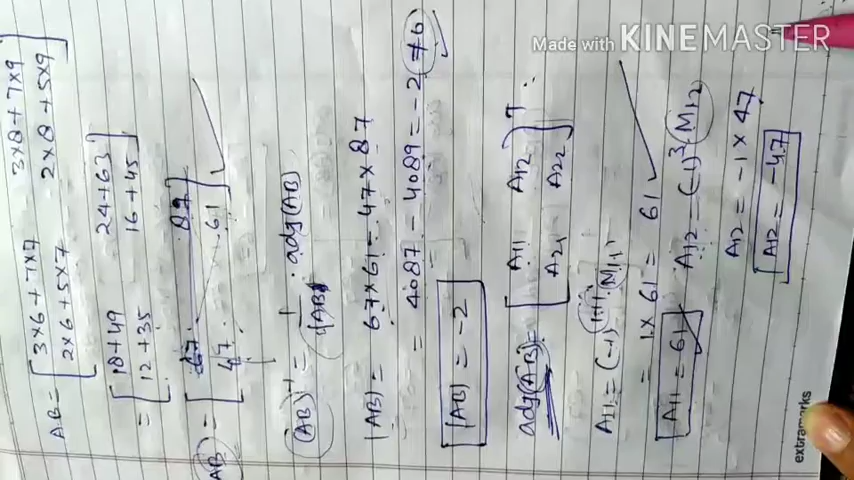 AB = [ 3×6+7×7 3×8+7×9
2×6+5×7 2×8+5×9 ]
= [ 18+49 24+63
12+35 16+45 ]
AB = [ 67 87
47 61 ]
(AB)⁻¹ = 1/|AB| · adj(AB)
|AB| = 67×61 - 47×87
= 4087 - 4089 = -2 ≠ 0
|AB| = -2
adj(AB) = [ A11 A12
A21 A22 ]ᵀ
A11 = (-1)¹⁺¹ M11
= 1×61 = 61
A11 = 61 A12 = (-1)³ (M12)
A12 = -1 × 47
A12 = -47
extramarks
Made with KINEMASTER